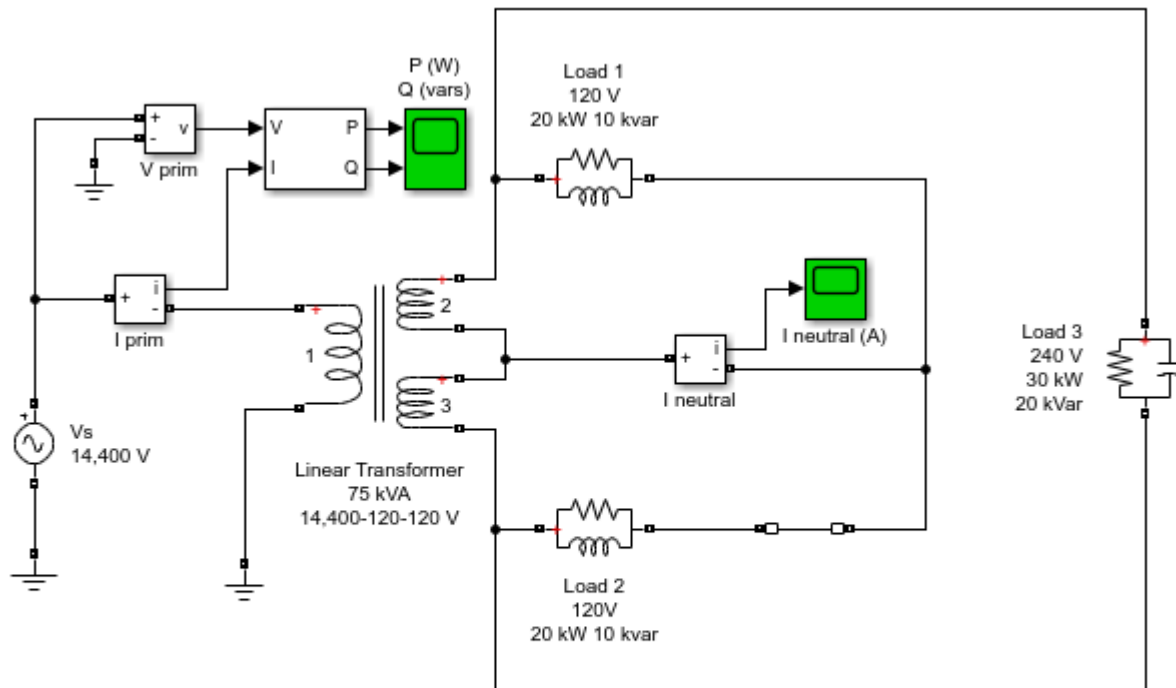 P (W)
Q (vars)
Load 1
120 V
20 kW 10 kvar
+
-
v
V prim
V
I
P
Q
+
i
-
I prim
+
1
+
2
+
3
+
i
-
I neutral
I neutral (A)
+
Load 3
240 V
30 kW
20 kVar
+
Vs
14,400 V
Linear Transformer
75 kVA
14,400-120-120 V
+
+
Load 2
120V
20 kW 10 kvar